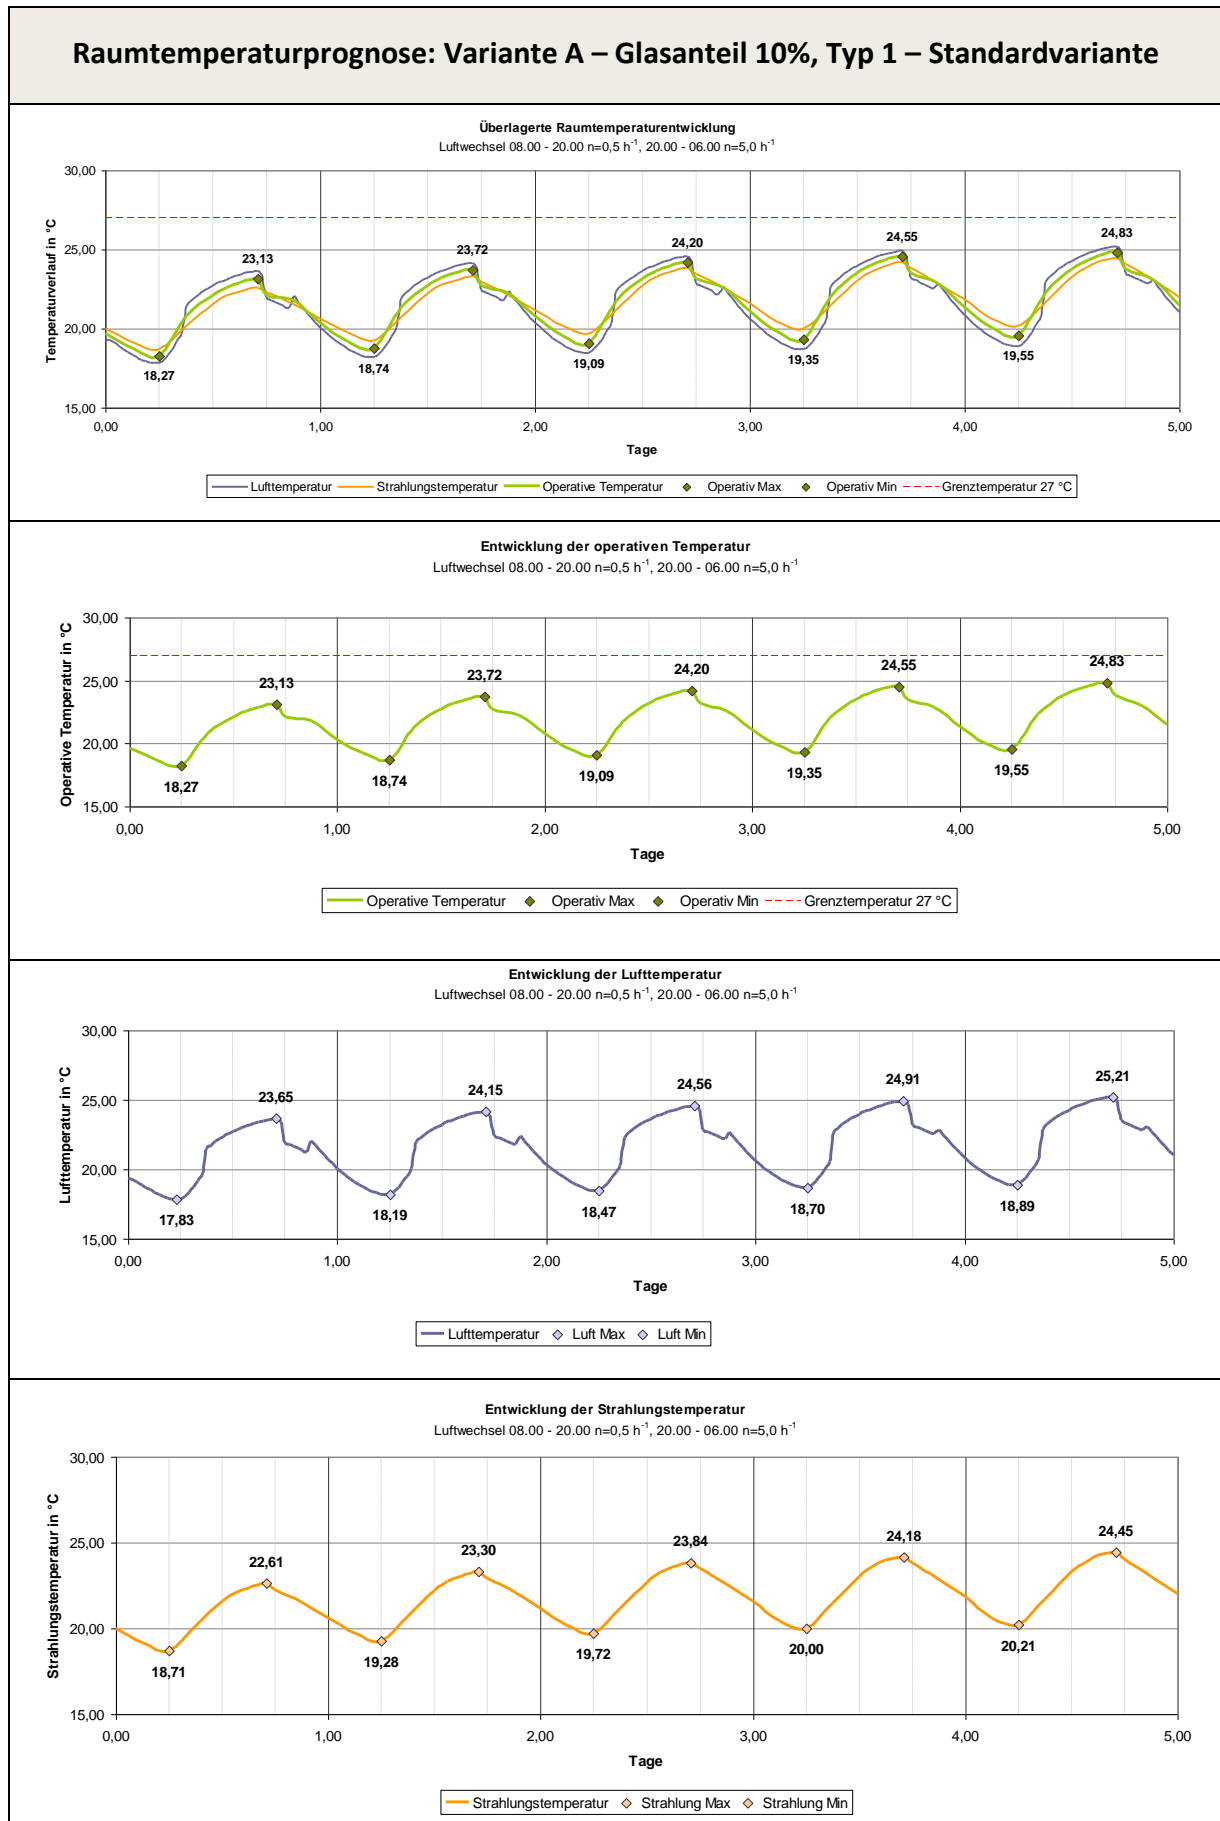 Raumtemperaturprognose: Variante A – Glasanteil 10%, Typ 1 – Standardvariante
Überlagerte Raumtemperaturentwicklung
Luftwechsel 08.00 - 20.00 n=0,5 h⁻¹, 20.00 - 06.00 n=5,0 h⁻¹
Temperaturverlauf in °C
30,00
25,00
20,00
15,00
23,13
23,72
24,20
24,55
24,83
18,27
18,74
19,09
19,35
19,55
0,00 1,00 2,00 3,00 4,00 5,00
Tage
Lufttemperatur Strahlungstemperatur Operative Temperatur Operativ Max Operativ Min Grenztemperatur 27 °C
Entwicklung der operativen Temperatur
Luftwechsel 08.00 - 20.00 n=0,5 h⁻¹, 20.00 - 06.00 n=5,0 h⁻¹
Operative Temperatur in °C
30,00
25,00
20,00
15,00
23,13
23,72
24,20
24,55
24,83
18,27
18,74
19,09
19,35
19,55
0,00 1,00 2,00 3,00 4,00 5,00
Tage
Operative Temperatur Operativ Max Operativ Min Grenztemperatur 27 °C
Entwicklung der Lufttemperatur
Luftwechsel 08.00 - 20.00 n=0,5 h⁻¹, 20.00 - 06.00 n=5,0 h⁻¹
Lufttemperatur in °C
30,00
25,00
20,00
15,00
23,65
24,15
24,56
24,91
25,21
17,83
18,19
18,47
18,70
18,89
0,00 1,00 2,00 3,00 4,00 5,00
Tage
Lufttemperatur Luft Max Luft Min
Entwicklung der Strahlungstemperatur
Luftwechsel 08.00 - 20.00 n=0,5 h⁻¹, 20.00 - 06.00 n=5,0 h⁻¹
Strahlungstemperatur in °C
30,00
25,00
20,00
15,00
22,61
23,30
23,84
24,18
24,45
18,71
19,28
19,72
20,00
20,21
0,00 1,00 2,00 3,00 4,00 5,00
Tage
Strahlungstemperatur Strahlung Max Strahlung Min